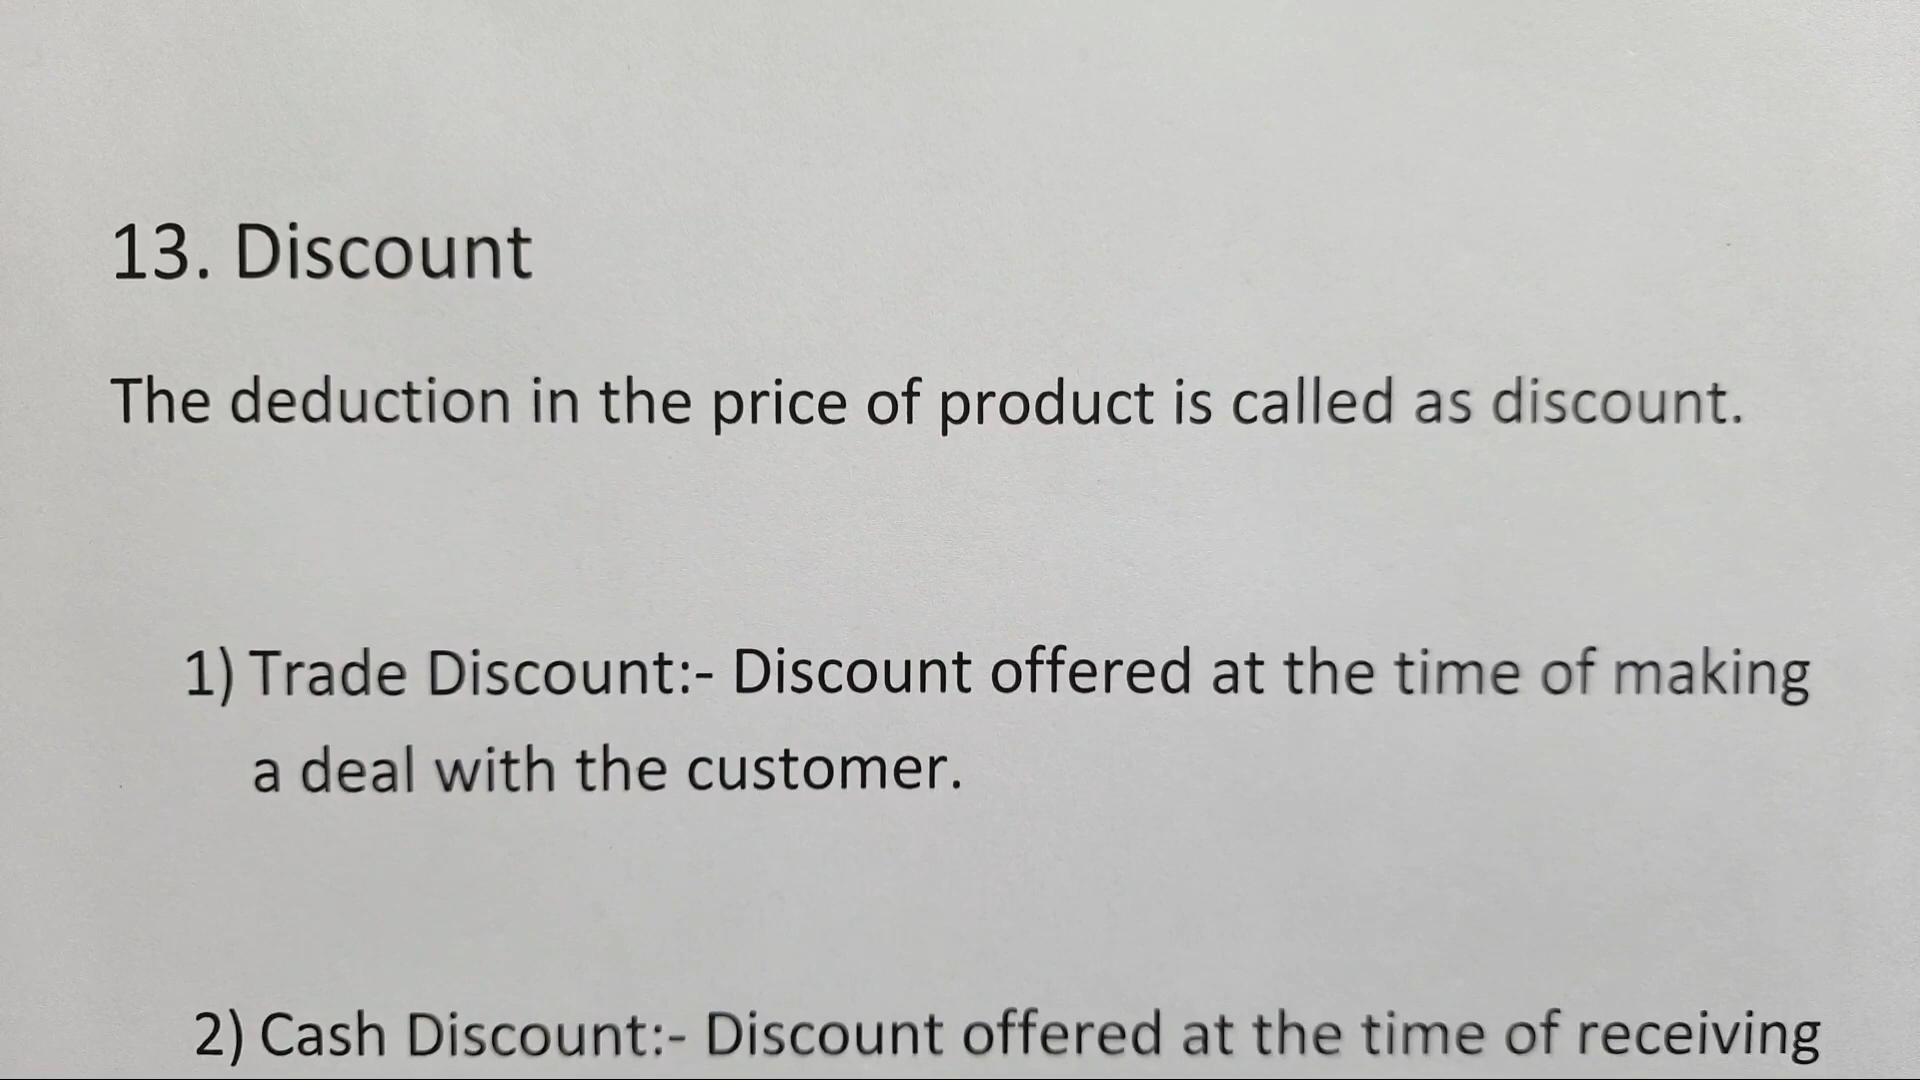 13. Discount
The deduction in the price of product is called as discount.
1) Trade Discount:- Discount offered at the time of making
a deal with the customer.
2) Cash Discount:- Discount offered at the time of receiving